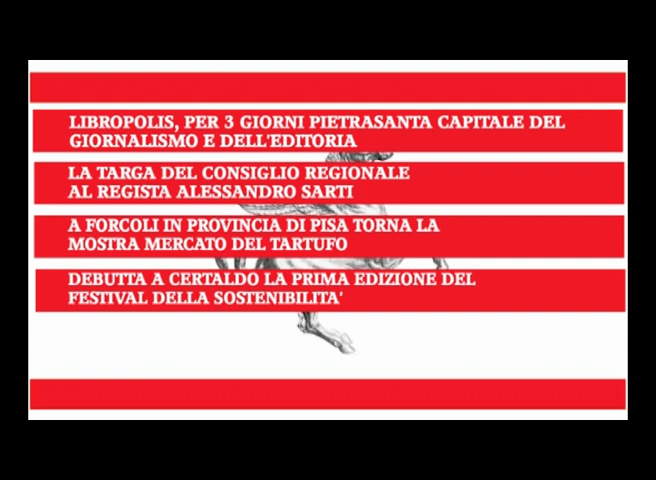 LIBROPOLIS, PER 3 GIORNI PIETRASANTA CAPITALE DEL
GIORNALISMO E DELL'EDITORIA
LA TARGA DEL CONSIGLIO REGIONALE
AL REGISTA ALESSANDRO SARTI
A FORCOLI IN PROVINCIA DI PISA TORNA LA
MOSTRA MERCATO DEL TARTUFO
DEBUTTA A CERTALDO LA PRIMA EDIZIONE DEL
FESTIVAL DELLA SOSTENIBILITA'